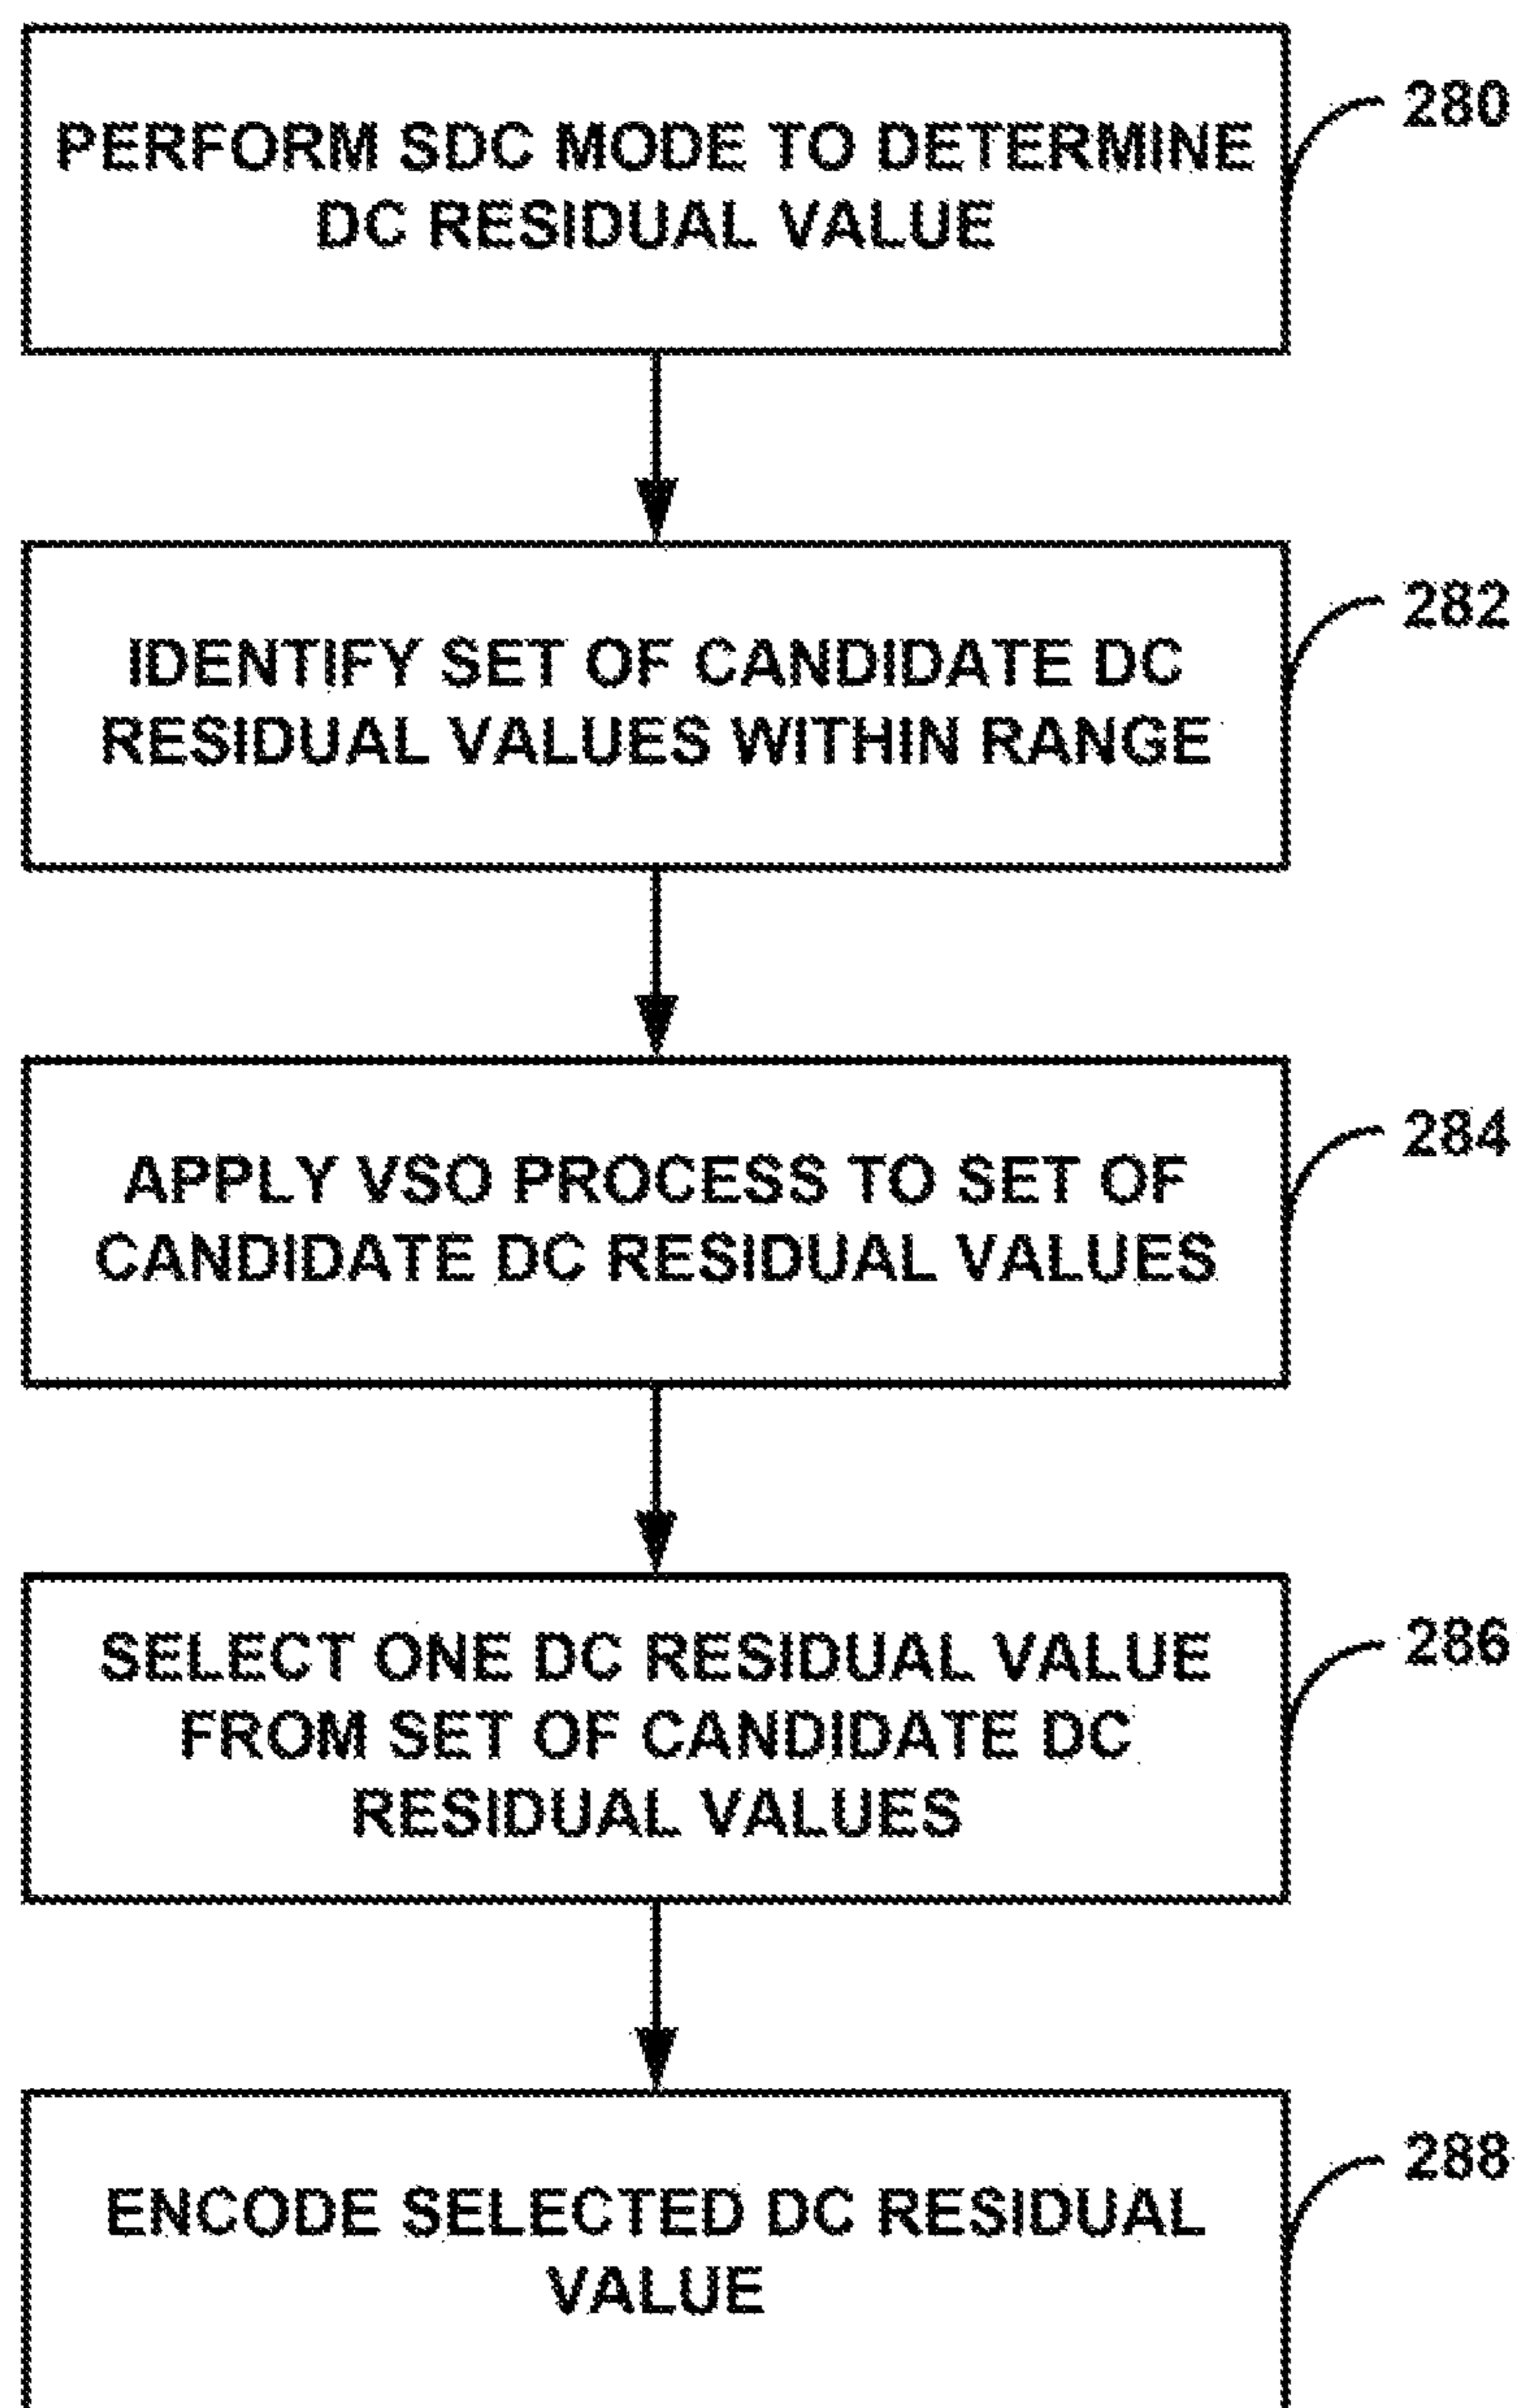 PERFORM SDC MODE TO DETERMINE
DC RESIDUAL VALUE
280
IDENTIFY SET OF CANDIDATE DC
RESIDUAL VALUES WITHIN RANGE
282
APPLY VSO PROCESS TO SET OF
CANDIDATE DC RESIDUAL VALUES
284
SELECT ONE DC RESIDUAL VALUE
FROM SET OF CANDIDATE DC
RESIDUAL VALUES
286
ENCODE SELECTED DC RESIDUAL
VALUE
288